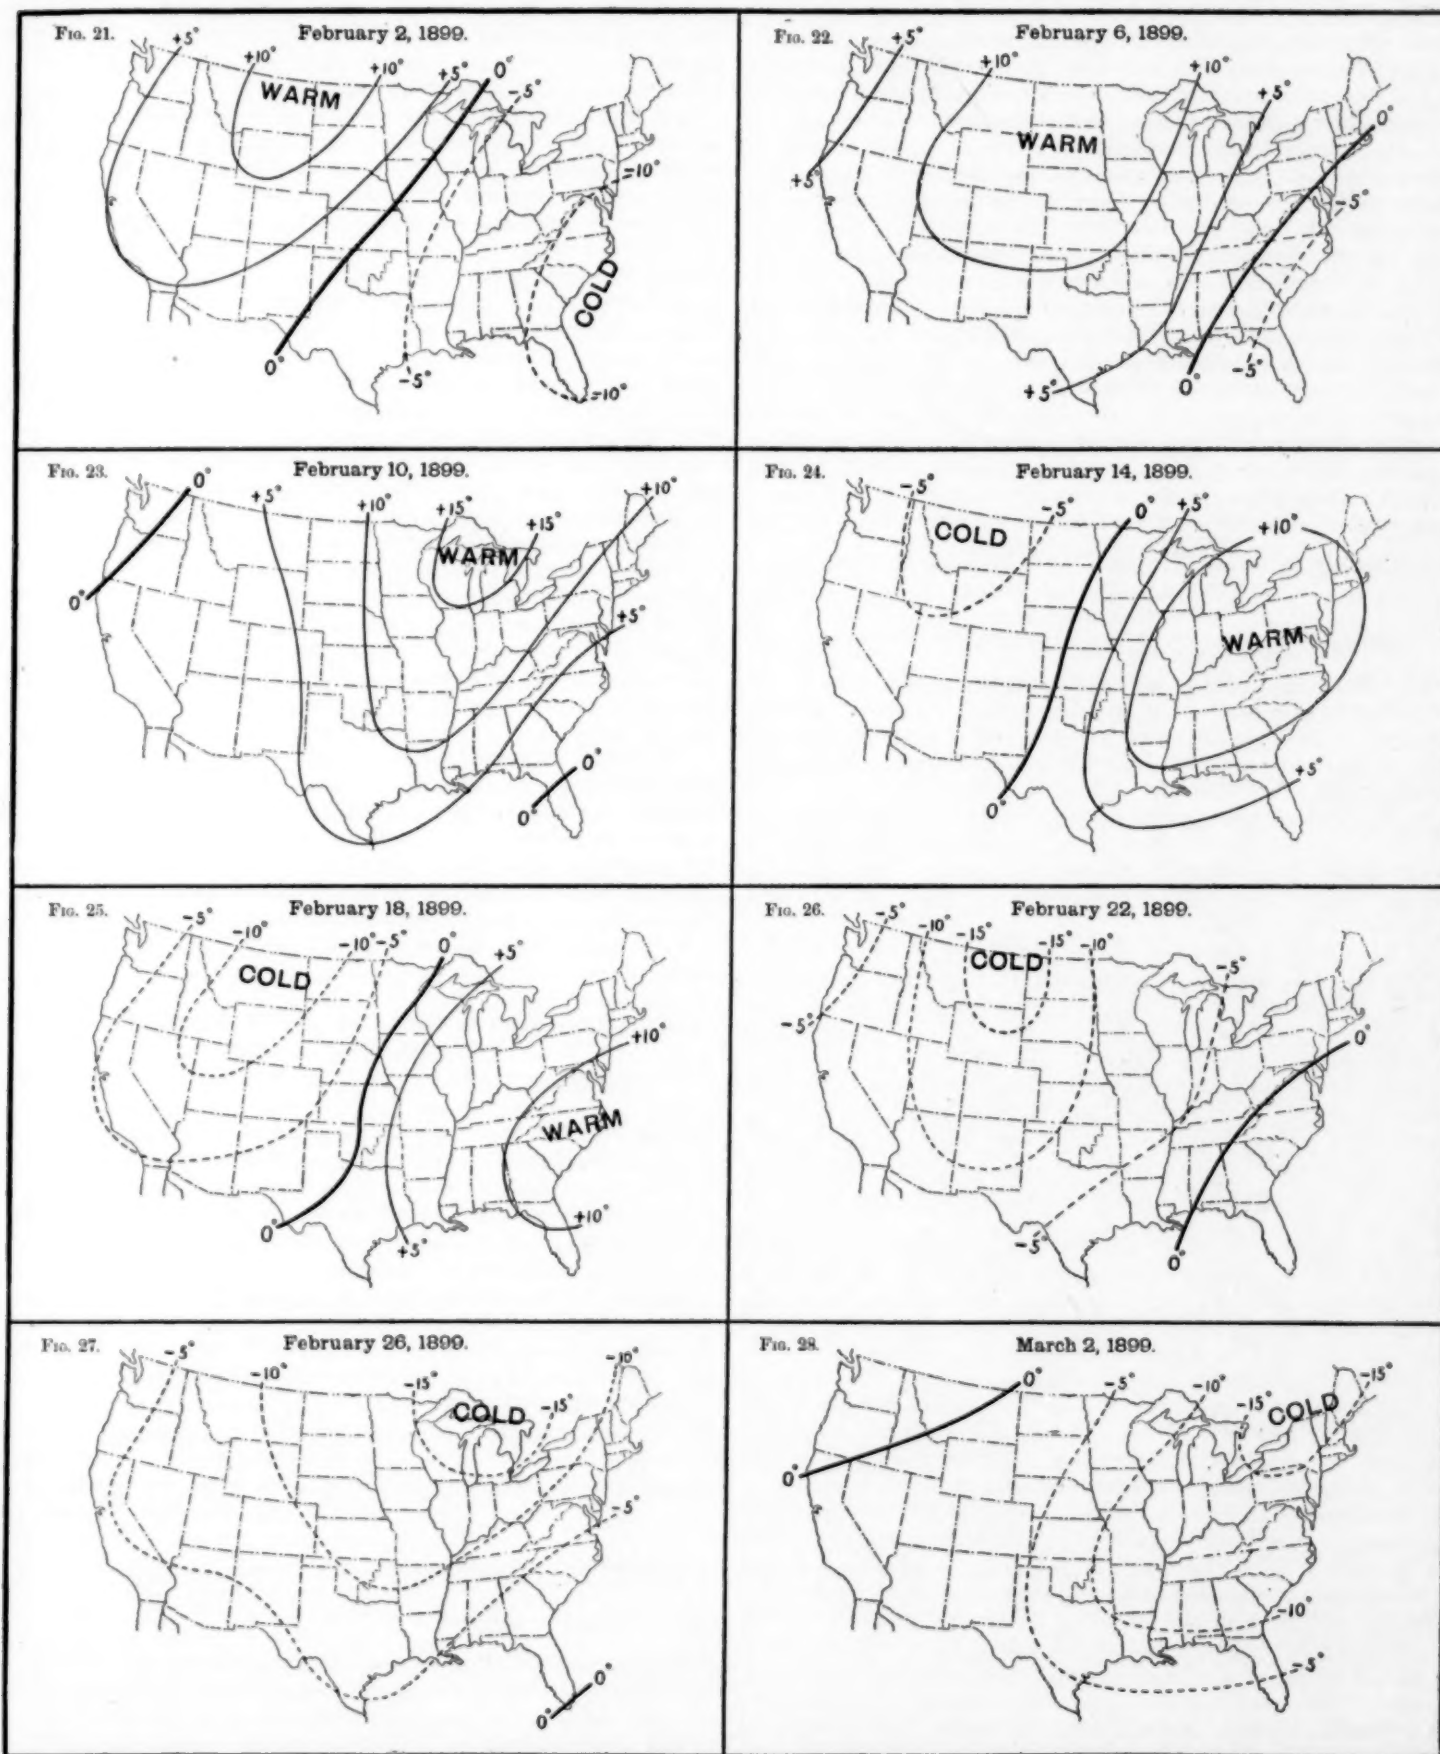 FIG. 21. February 2, 1899.
+5° +10° +10° +5° 0° -5°
WARM
-10°
COLD
0° -5° -10°
FIG. 22. February 6, 1899.
+5° +10° +10° +5° 0°
WARM
+5° -5°
+5° 0° -5°
FIG. 23. February 10, 1899.
0° +5° +10° +15° +15° +10°
WARM
0° +5°
0°
0°
FIG. 24. February 14, 1899.
-5° -5° 0° +5° +10°
COLD
WARM
0° +5°
FIG. 25. February 18, 1899.
-5° -10° -10° -5° 0° +5°
COLD
+10°
WARM
0° +5° +10°
FIG. 26. February 22, 1899.
-5° -10° -15° -15° -10° -5°
COLD
-5° 0°
-5° 0°
FIG. 27. February 26, 1899.
-5° -10° -15° -15° -10°
COLD
-5°
0°
0°
FIG. 28. March 2, 1899.
0° -5° -10° -15° -15°
COLD
0°
-10°
-5°